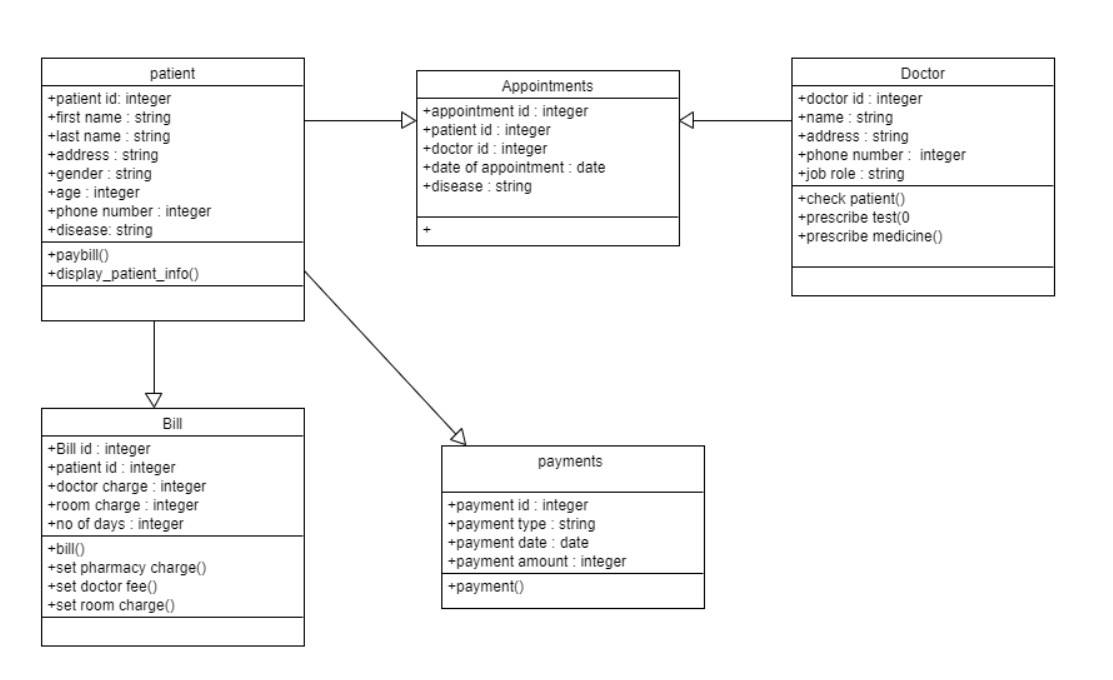 patient
+patient id: integer
+first name : string
+last name : string
+address : string
+gender : string
+age : integer
+phone number : integer
+disease: string
+paybill()
+display_patient_info()
Appointments
+appointment id : integer
+patient id : integer
+doctor id : integer
+date of appointment : date
+disease : string
+
Doctor
+doctor id : integer
+name : string
+address : string
+phone number :  integer
+job role : string
+check patient()
+prescribe test(0
+prescribe medicine()
Bill
+Bill id : integer
+patient id : integer
+doctor charge : integer
+room charge : integer
+no of days : integer
+bill()
+set pharmacy charge()
+set doctor fee()
+set room charge()
payments
+payment id : integer
+payment type : string
+payment date : date
+payment amount : integer
+payment()